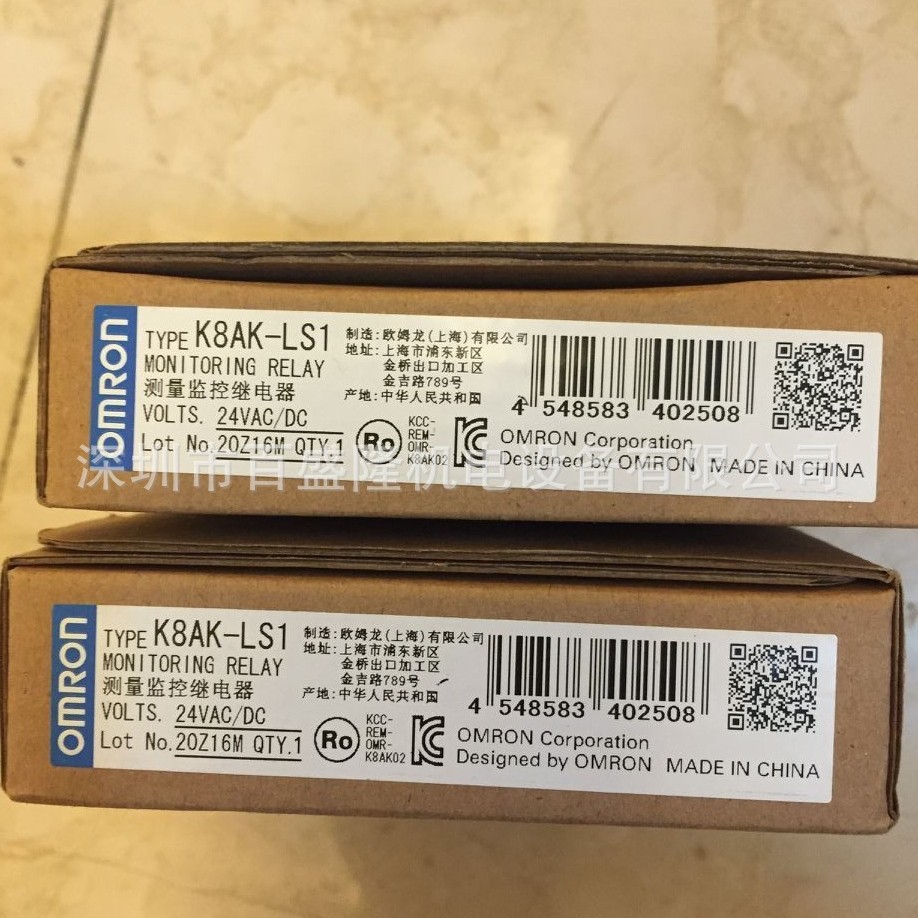 OMRON
TYPE K8AK-LS1
MONITORING RELAY
测量监控继电器
VOLTS. 24VAC/DC
Lot No.20Z16M QTY.1
制造: 欧姆龙(上海)有限公司
地址: 上海市浦东新区
金桥出口加工区
金吉路789号
产地: 中华人民共和国
Ro
KCC-
REM-
OMR-
K8AK02
4 548583 402508
OMRON Corporation
Designed by OMRON MADE IN CHINA
深圳市百盛隆机电设备有限公司
OMRON
TYPE K8AK-LS1
MONITORING RELAY
测量监控继电器
VOLTS. 24VAC/DC
Lot No.20Z16M QTY.1
制造: 欧姆龙(上海)有限公司
地址: 上海市浦东新区
金桥出口加工区
金吉路789号
产地: 中华人民共和国
Ro
KCC-
REM-
OMR-
K8AK02
4 548583 402508
OMRON Corporation
Designed by OMRON MADE IN CHINA